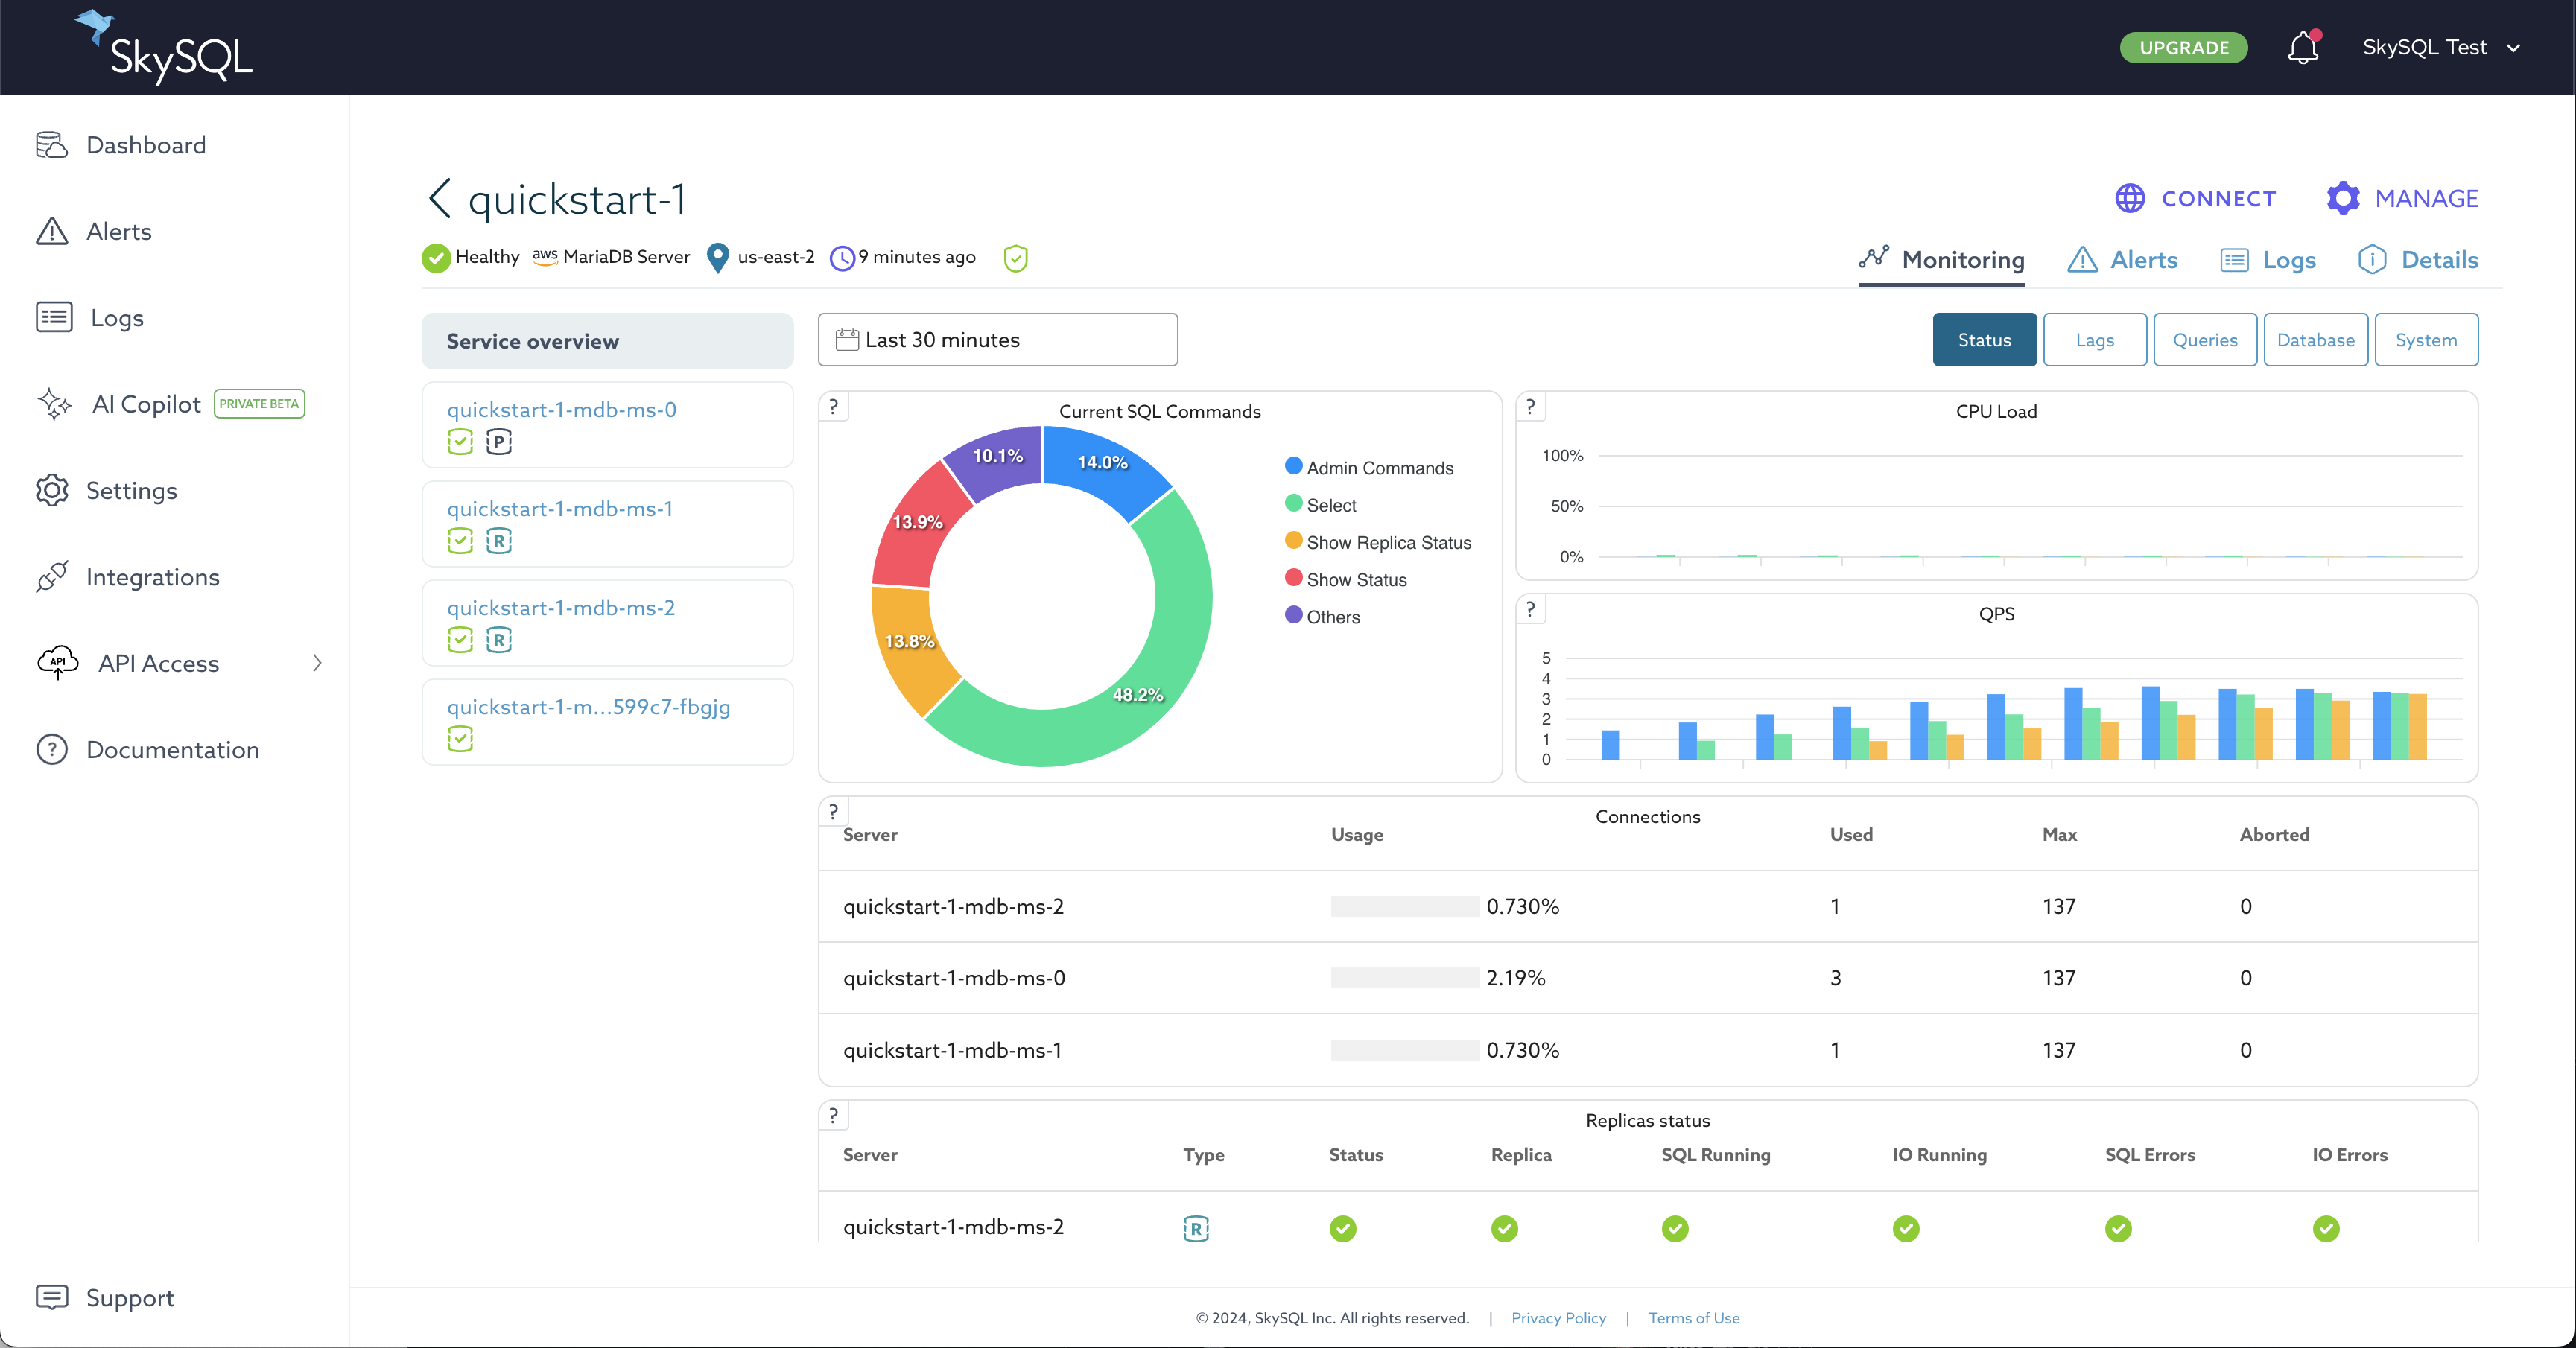 SkySQL
UPGRADE
SkySQL Test
Dashboard
Alerts
Logs
AI Copilot PRIVATE BETA
Settings
Integrations
API API Access
? Documentation
Support
quickstart-1
CONNECT MANAGE
Healthy aws MariaDB Server us-east-2 9 minutes ago
Monitoring Alerts Logs Details
Service overview
quickstart-1-mdb-ms-0
P
quickstart-1-mdb-ms-1
R
quickstart-1-mdb-ms-2
R
quickstart-1-m...599c7-fbgjg
Last 30 minutes
Status Lags Queries Database System
? Current SQL Commands
10.1% 14.0%
13.9%
13.8%
48.2%
Admin Commands
Select
Show Replica Status
Show Status
Others
? CPU Load
100%
50%
0%
? QPS
5
4
3
2
1
0
? Connections
Server Usage Used Max Aborted
quickstart-1-mdb-ms-2 0.730% 1 137 0
quickstart-1-mdb-ms-0 2.19% 3 137 0
quickstart-1-mdb-ms-1 0.730% 1 137 0
? Replicas status
Server Type Status Replica SQL Running IO Running SQL Errors IO Errors
quickstart-1-mdb-ms-2 R
© 2024, SkySQL Inc. All rights reserved. | Privacy Policy | Terms of Use